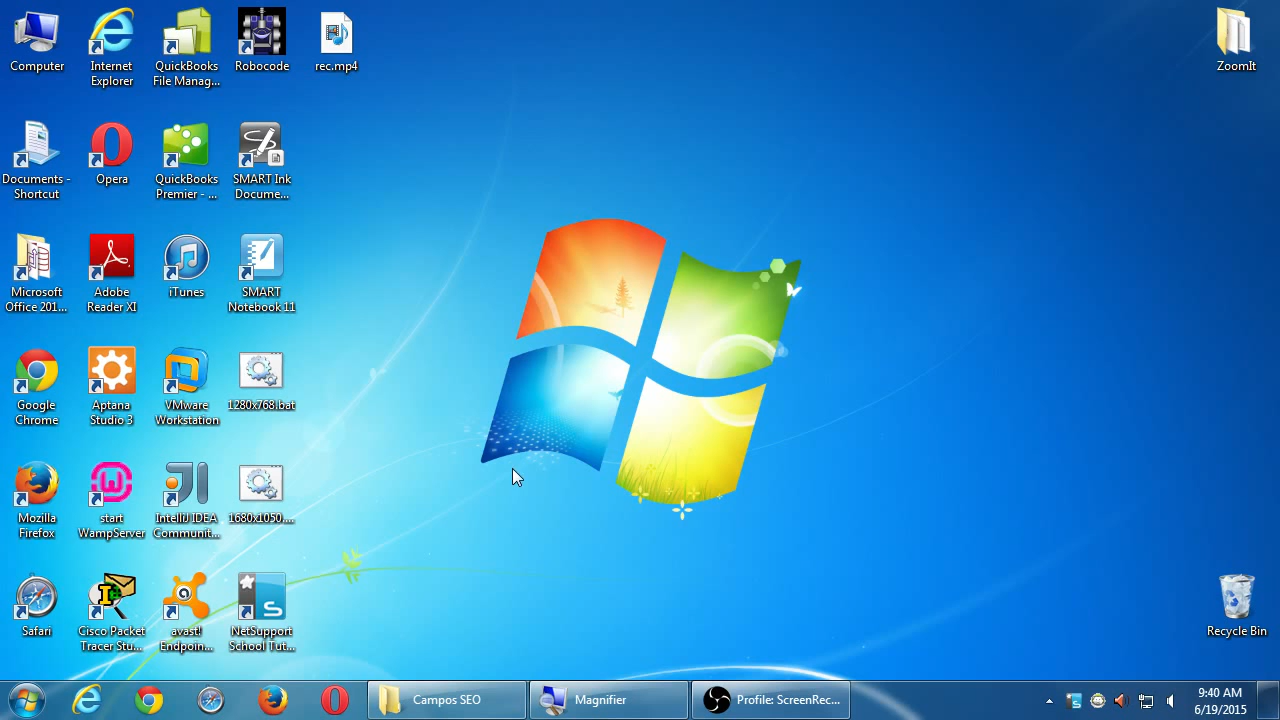 Computer
Internet
Explorer
QuickBooks
File Manag...
Robocode
rec.mp4
ZoomIt
Documents -
Shortcut
Opera
QuickBooks
Premier - ...
SMART Ink
Docume...
Microsoft
Office 201...
Adobe
Reader XI
iTunes
SMART
Notebook 11
Google
Chrome
Aptana
Studio 3
VMware
Workstation
1280x768.bat
Mozilla
Firefox
start
WampServer
IntelliJ IDEA
Communit...
1680x1050....
Safari
Cisco Packet
Tracer Stu...
avast!
Endpoin...
NetSupport
School Tut...
Recycle Bin
Campos SEO
Magnifier
Profile: ScreenRec...
9:40 AM
6/19/2015